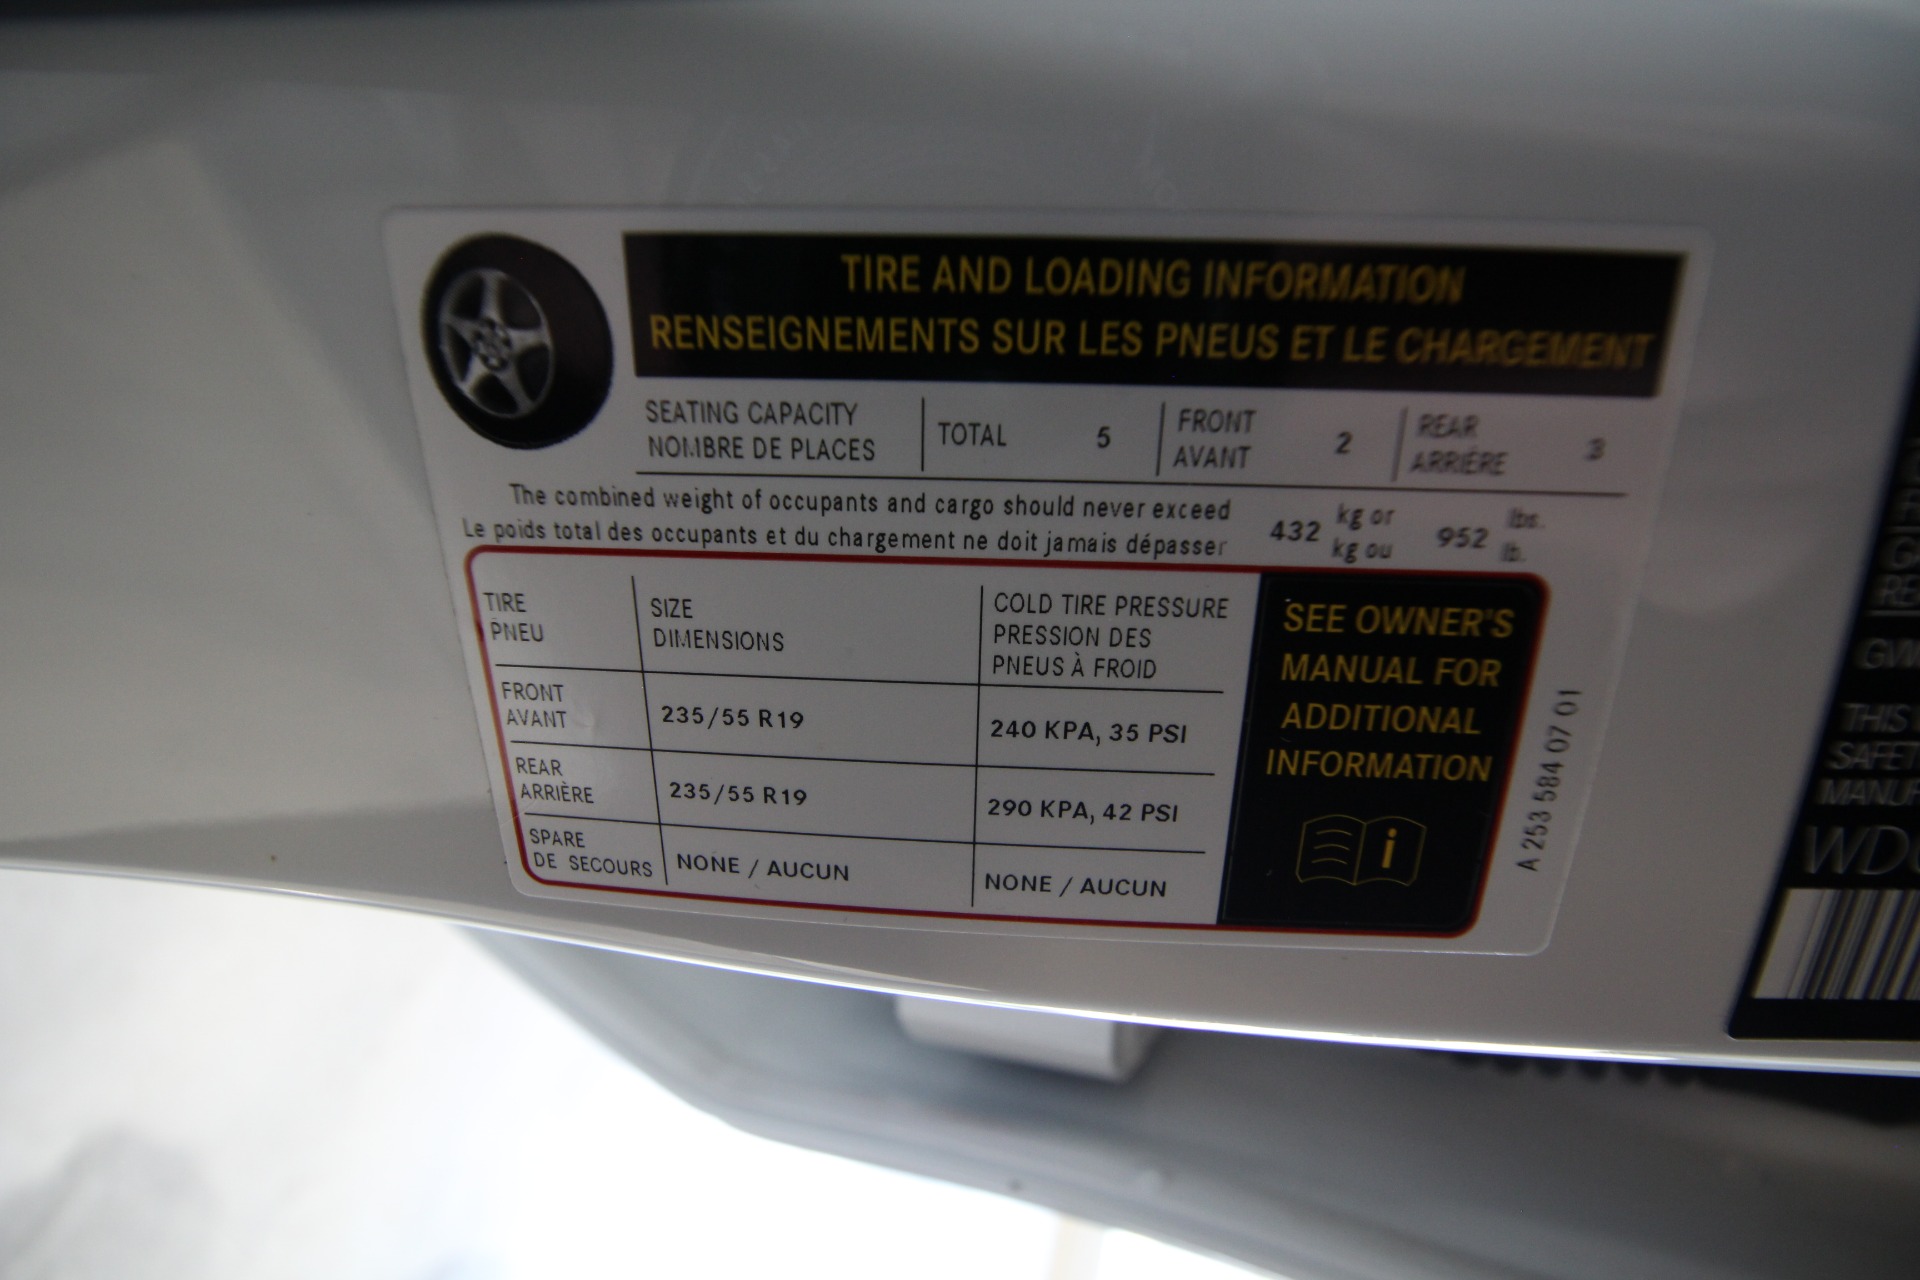 TIRE AND LOADING INFORMATION
RENSEIGNEMENTS SUR LES PNEUS ET LE CHARGEMENT
SEATING CAPACITY
NOMBRE DE PLACES
TOTAL 5
FRONT
AVANT
2
REAR
ARRIÈRE
3
The combined weight of occupants and cargo should never exceed
Le poids total des occupants et du chargement ne doit jamais dépasser
432
kg or
kg ou
952
lbs.
lb.
TIRE
PNEU
SIZE
DIMENSIONS
COLD TIRE PRESSURE
PRESSION DES
PNEUS À FROID
FRONT
AVANT
235/55 R19
240 KPA, 35 PSI
REAR
ARRIÈRE
235/55 R19
290 KPA, 42 PSI
SPARE
DE SECOURS
NONE / AUCUN
NONE / AUCUN
SEE OWNER'S
MANUAL FOR
ADDITIONAL
INFORMATION
i
A 253 584 07 01
THIS